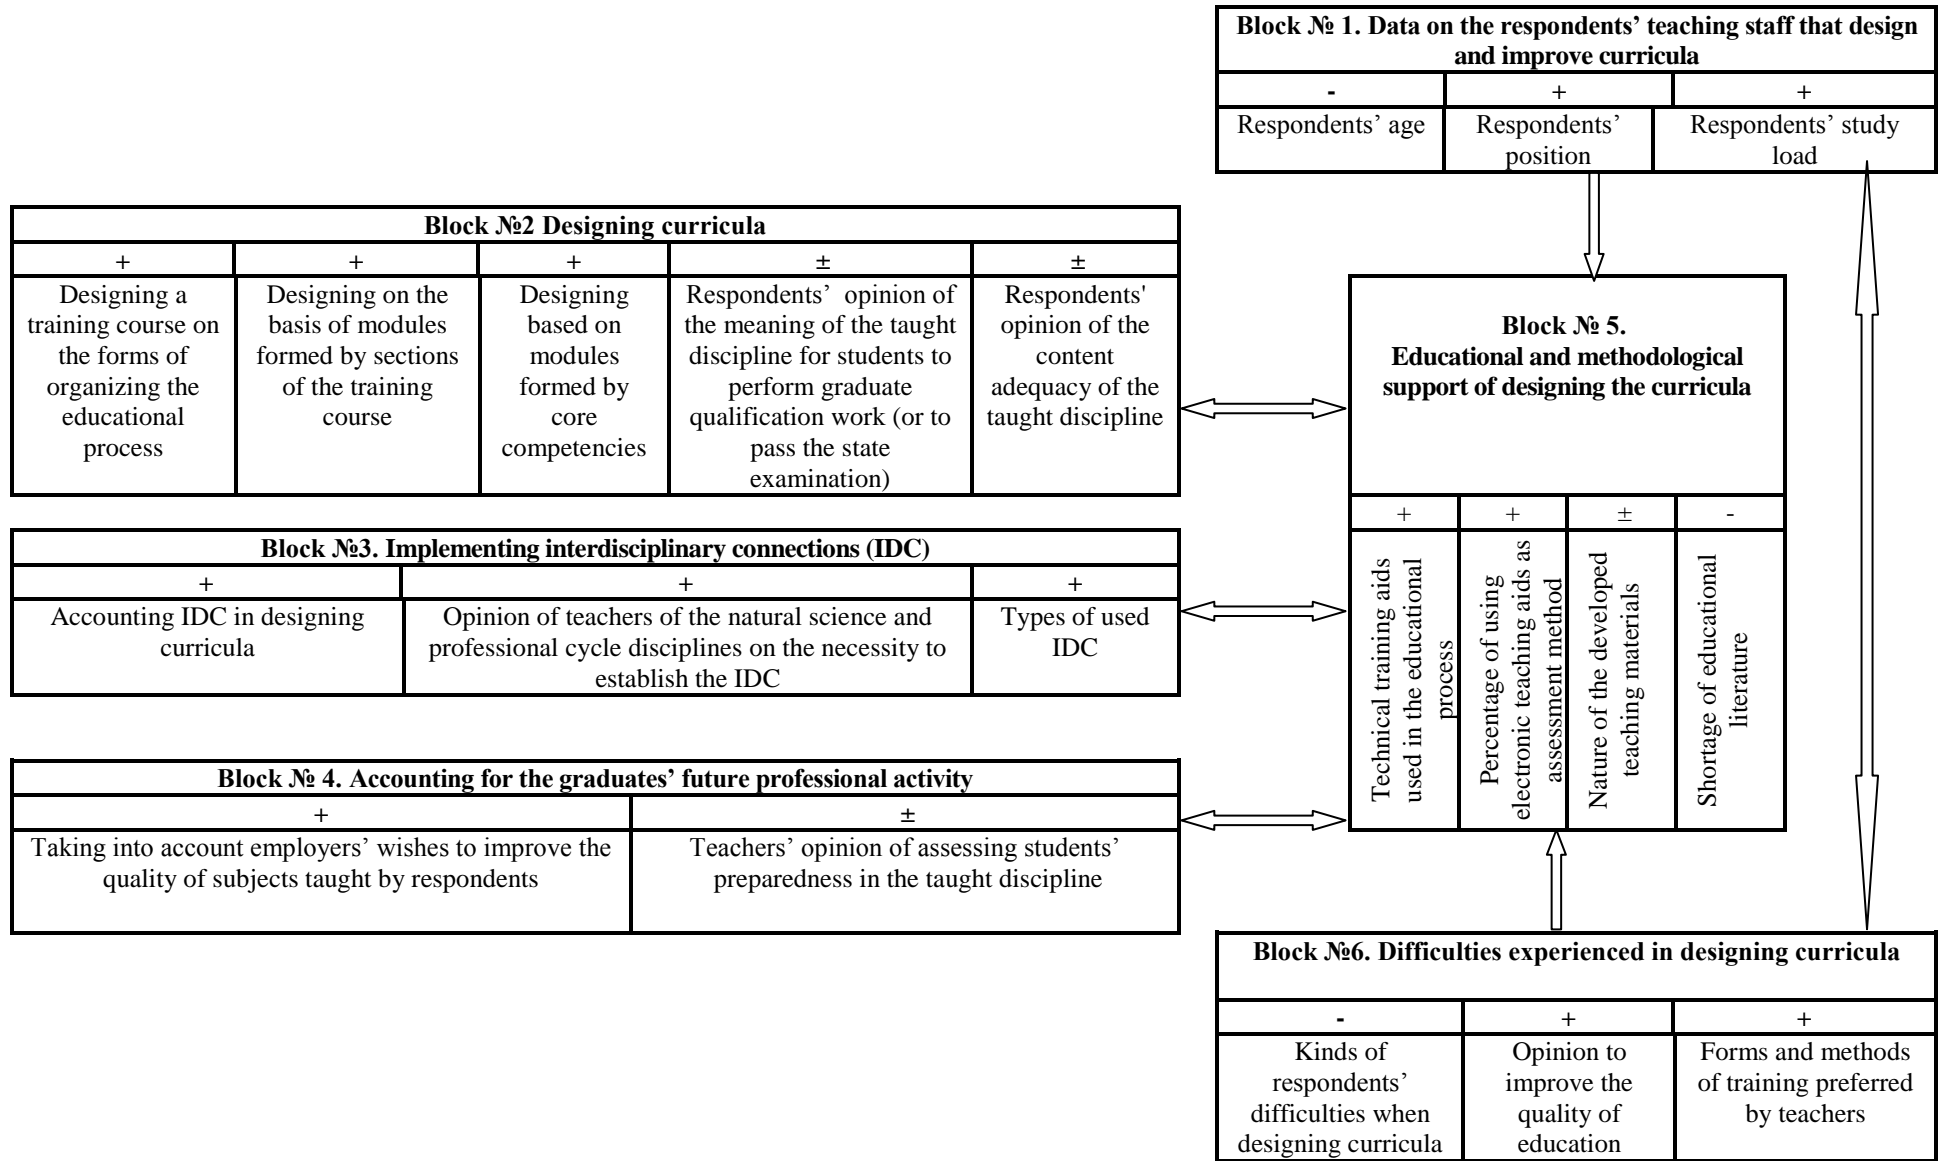 Block № 1. Data on the respondents’ teaching staff that design
and improve curricula
-
+
+
Respondents’ age
Respondents’
position
Respondents’ study
load
Block №2 Designing curricula
+
+
+
±
±
Designing a
training course on
the forms of
organizing the
educational
process
Designing on the
basis of modules
formed by sections
of the training
course
Designing
based on
modules
formed by
core
competencies
Respondents’ opinion of
the meaning of the taught
discipline for students to
perform graduate
qualification work (or to
pass the state
examination)
Respondents'
opinion of the
content
adequacy of the
taught discipline
Block №3. Implementing interdisciplinary connections (IDC)
+
+
+
Accounting IDC in designing
curricula
Opinion of teachers of the natural science and
professional cycle disciplines on the necessity to
establish the IDC
Types of used
IDC
Block № 4. Accounting for the graduates’ future professional activity
+
±
Taking into account employers’ wishes to improve the
quality of subjects taught by respondents
Teachers’ opinion of assessing students’
preparedness in the taught discipline
Block № 5.
Educational and methodological
support of designing the curricula
+
+
±
-
Technical training aids
used in the educational
process
Percentage of using
electronic teaching aids as
assessment method
Nature of the developed
teaching materials
Shortage of educational
literature
Block №6. Difficulties experienced in designing curricula
-
+
+
Kinds of
respondents’
difficulties when
designing curricula
Opinion to
improve the
quality of
education
Forms and methods
of training preferred
by teachers